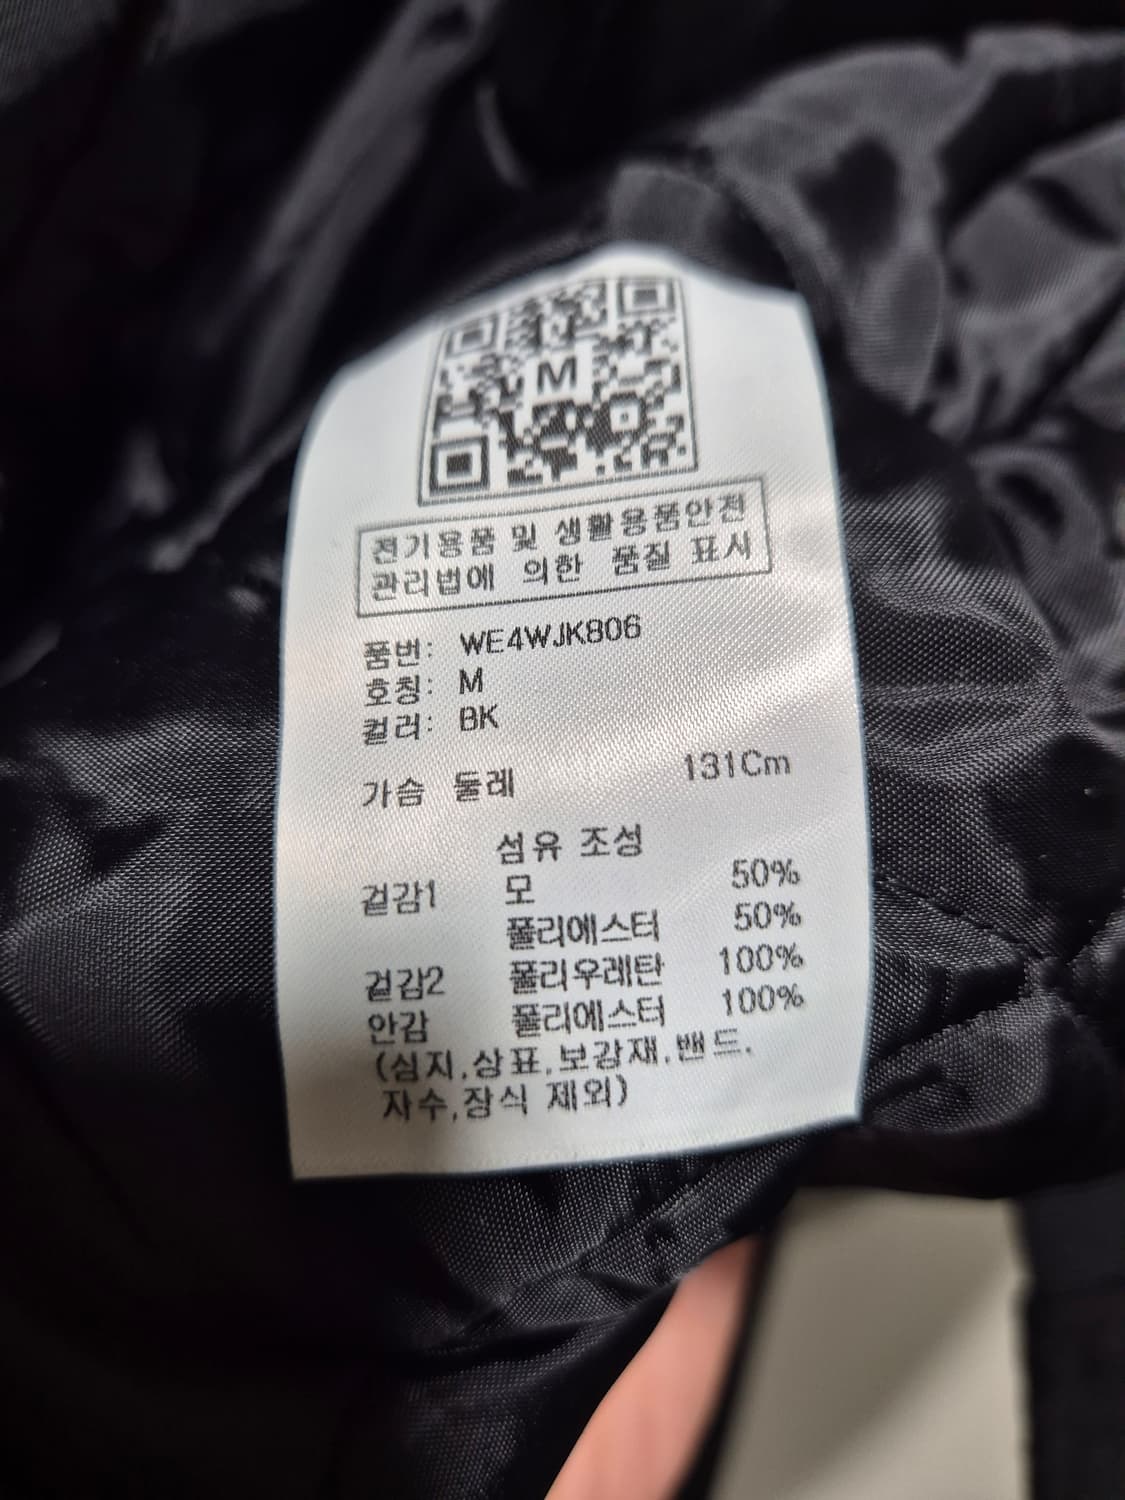 M
전기용품 및 생활용품안전
관리법에 의한 품질 표시
품번: WE4WJK806
호칭: M
컬러: BK
가슴 둘레 131Cm
섬유 조성
겉감1 모 50%
폴리에스터 50%
겉감2 폴리우레탄 100%
안감 폴리에스터 100%
(심지,상표,보강재,밴드,
자수,장식 제외)